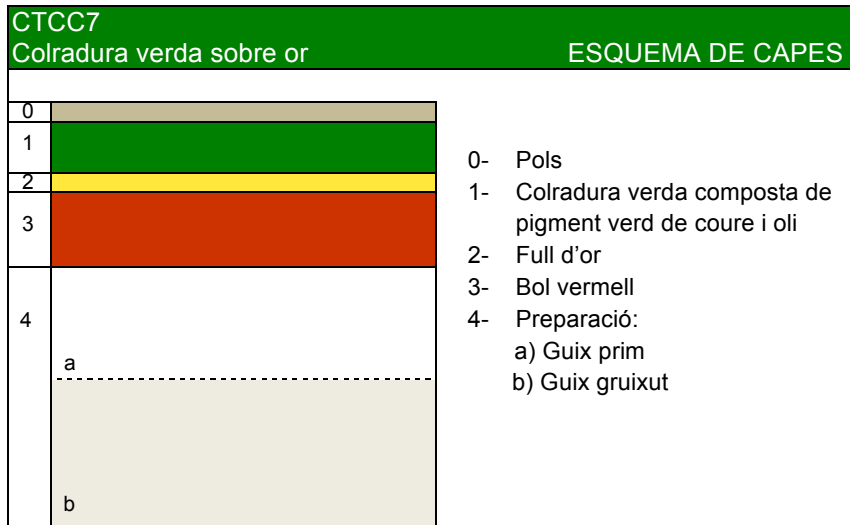 CTCC7
Colradura verda sobre or ESQUEMA DE CAPES
0
1
2
3
4
a
b
0- Pols
1- Colradura verda composta de
pigment verd de coure i oli
2- Full d’or
3- Bol vermell
4- Preparació:
a) Guix prim
b) Guix gruixut